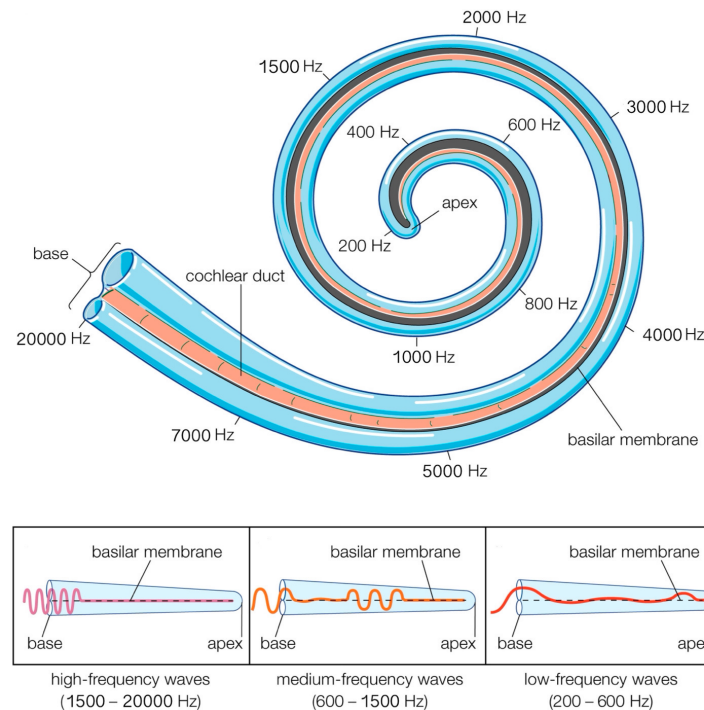 2000 Hz
1500 Hz
3000 Hz
400 Hz
600 Hz
apex
200 Hz
base
cochlear duct
800 Hz
20000 Hz
4000 Hz
1000 Hz
7000 Hz
basilar membrane
5000 Hz
basilar membrane
base
apex
high-frequency waves
(1500 – 20000 Hz)
basilar membrane
base
apex
medium-frequency waves
(600 – 1500 Hz)
basilar membrane
base
ape
low-frequency waves
(200 – 600 Hz)